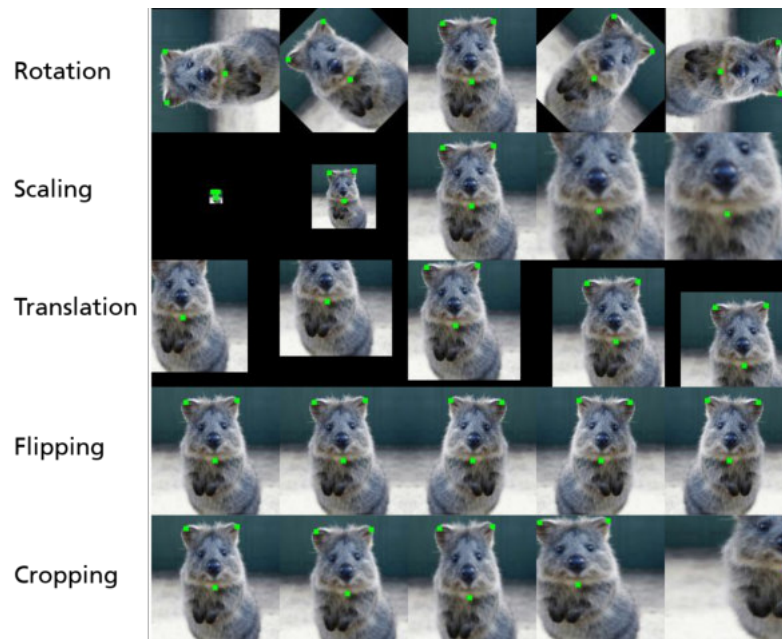 Rotation
Scaling
Translation
Flipping
Cropping